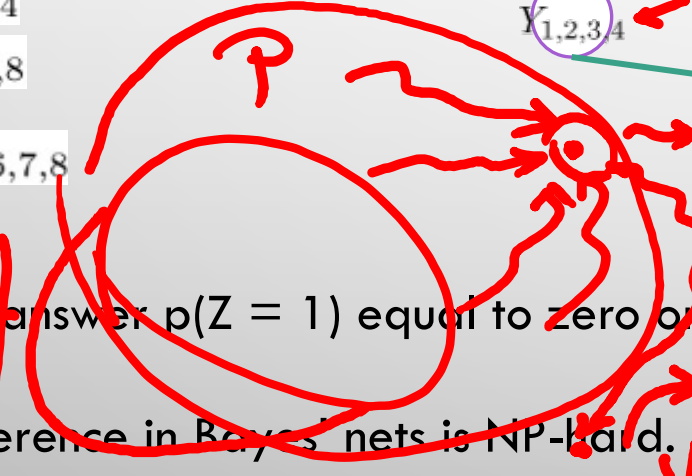 4
Y1,2,3,4
,8
P
6,7,8
answer p(Z = 1) equal to zero or
erence in Bayes' nets is NP-hard.